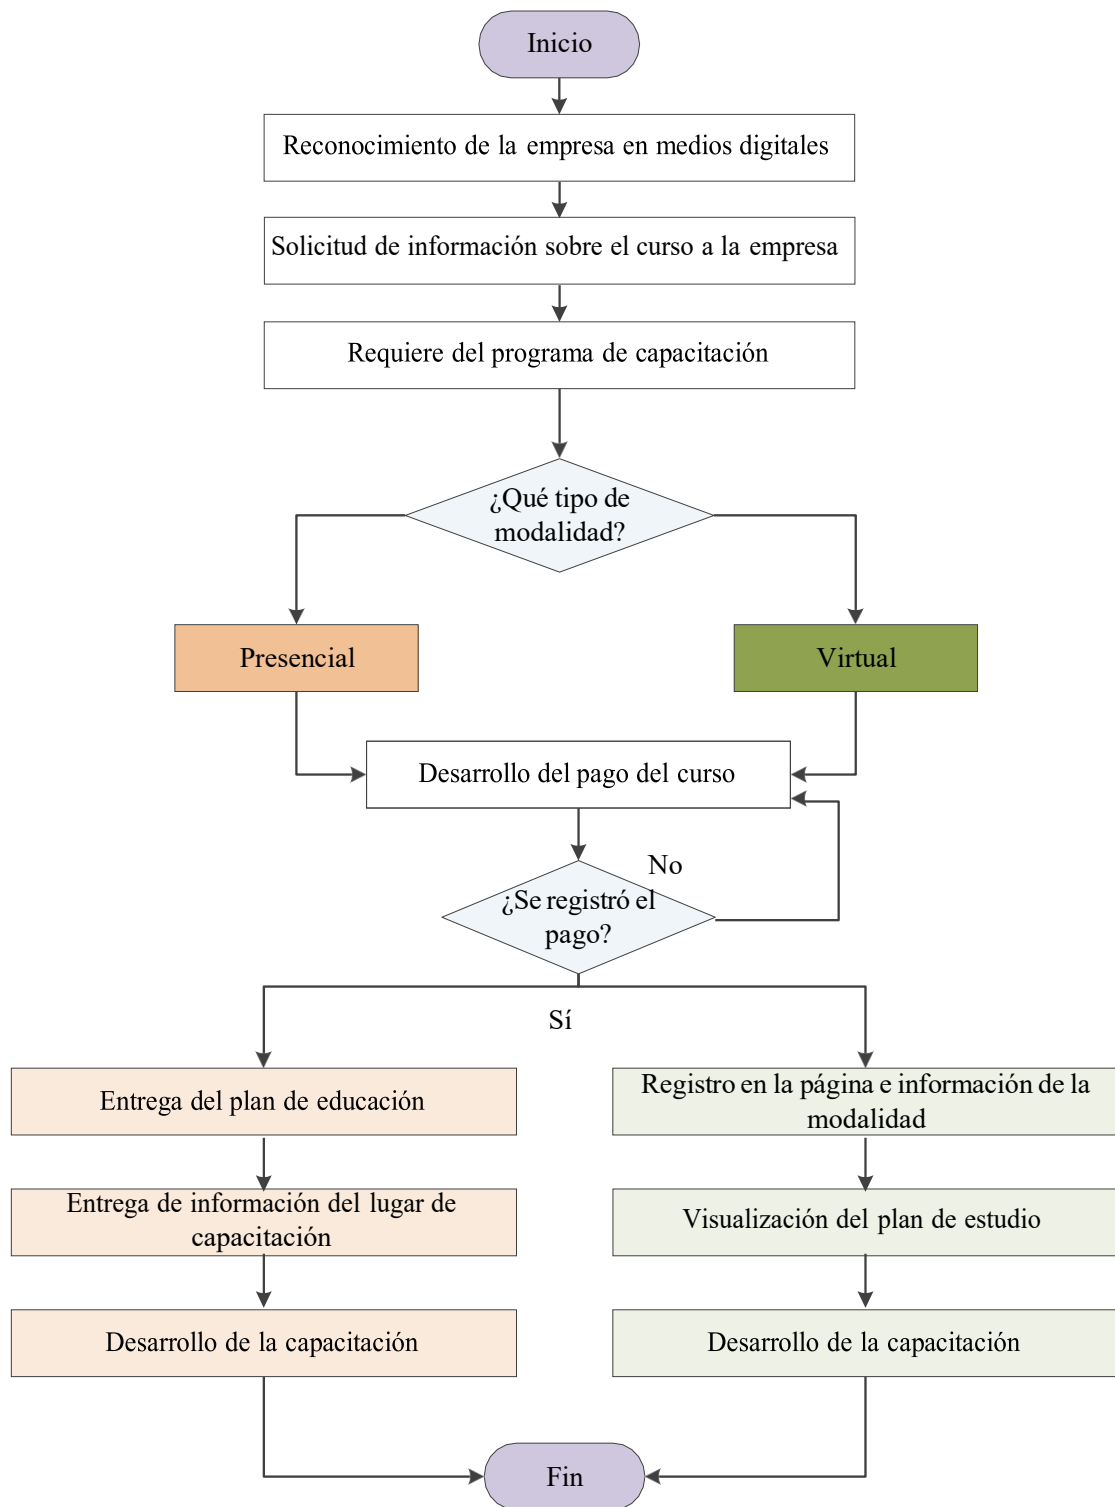 Inicio
Reconocimiento de la empresa en medios digitales
Solicitud de información sobre el curso a la empresa
Requiere del programa de capacitación
¿Qué tipo de
modalidad?
Presencial
Virtual
Desarrollo del pago del curso
No
¿Se registró el
pago?
Sí
Entrega del plan de educación
Registro en la página e información de la
modalidad
Entrega de información del lugar de
capacitación
Visualización del plan de estudio
Desarrollo de la capacitación
Desarrollo de la capacitación
Fin